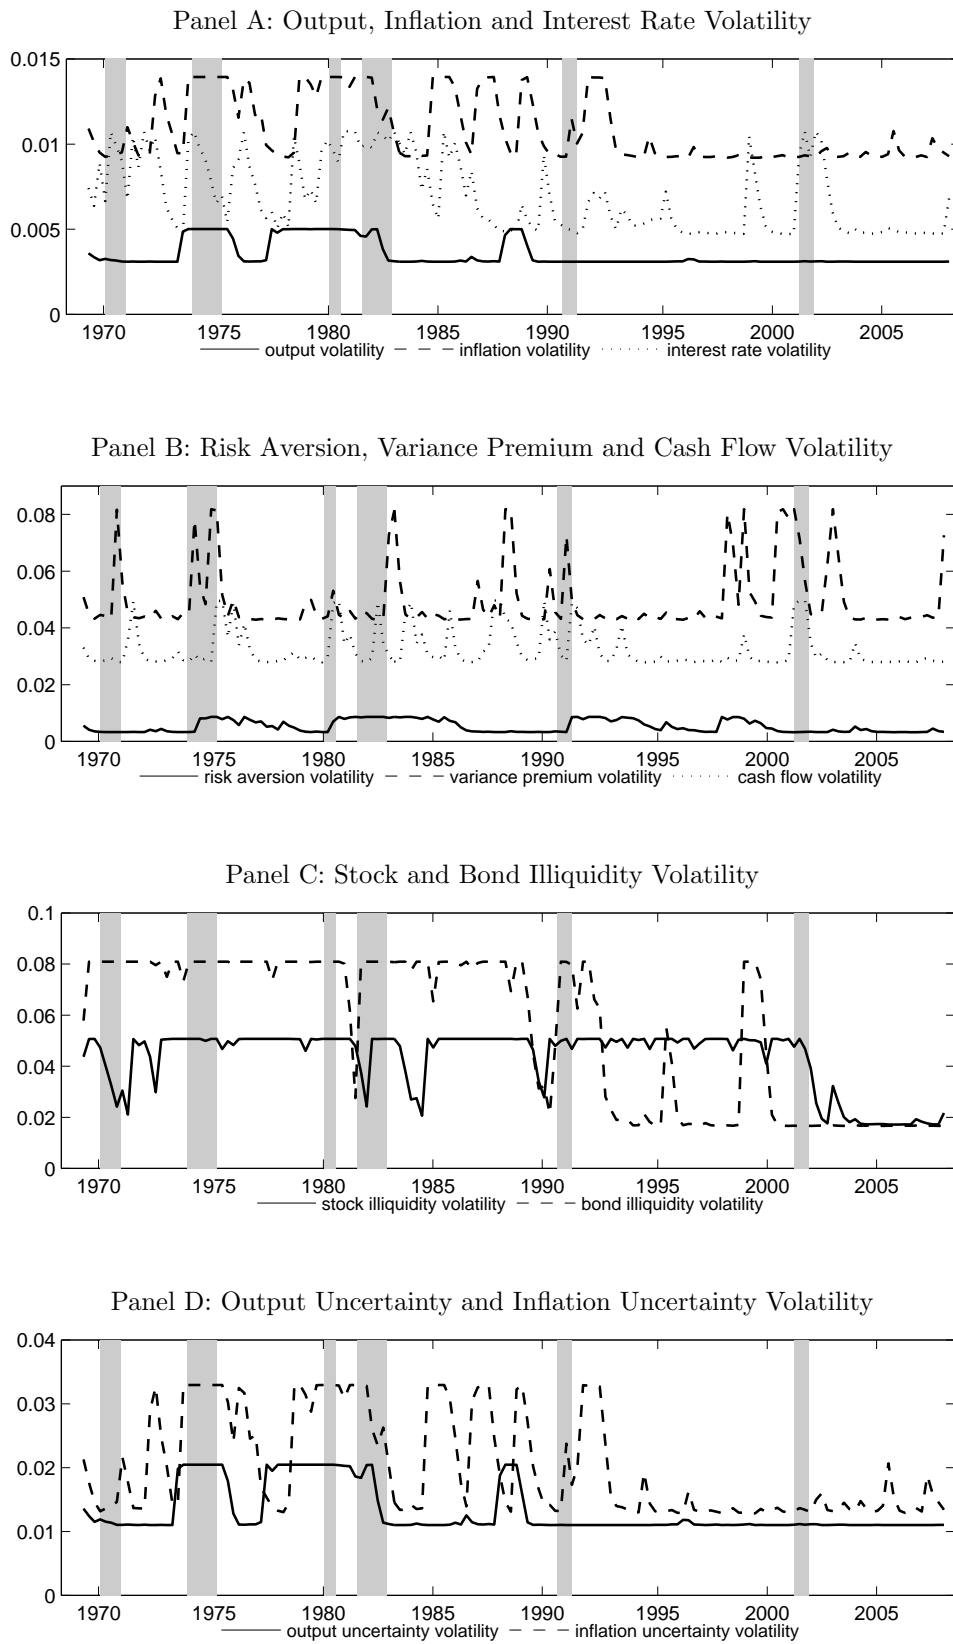 Panel A: Output, Inflation and Interest Rate Volatility
0.015
0.01
0.005
0
1970 1975 1980 1985 1990 1995 2000 2005
output volatility inflation volatility interest rate volatility
Panel B: Risk Aversion, Variance Premium and Cash Flow Volatility
0.08
0.06
0.04
0.02
0
1970 1975 1980 1985 1990 1995 2000 2005
risk aversion volatility variance premium volatility cash flow volatility
Panel C: Stock and Bond Illiquidity Volatility
0.1
0.08
0.06
0.04
0.02
0
1970 1975 1980 1985 1990 1995 2000 2005
stock illiquidity volatility bond illiquidity volatility
Panel D: Output Uncertainty and Inflation Uncertainty Volatility
0.04
0.03
0.02
0.01
0
1970 1975 1980 1985 1990 1995 2000 2005
output uncertainty volatility inflation uncertainty volatility